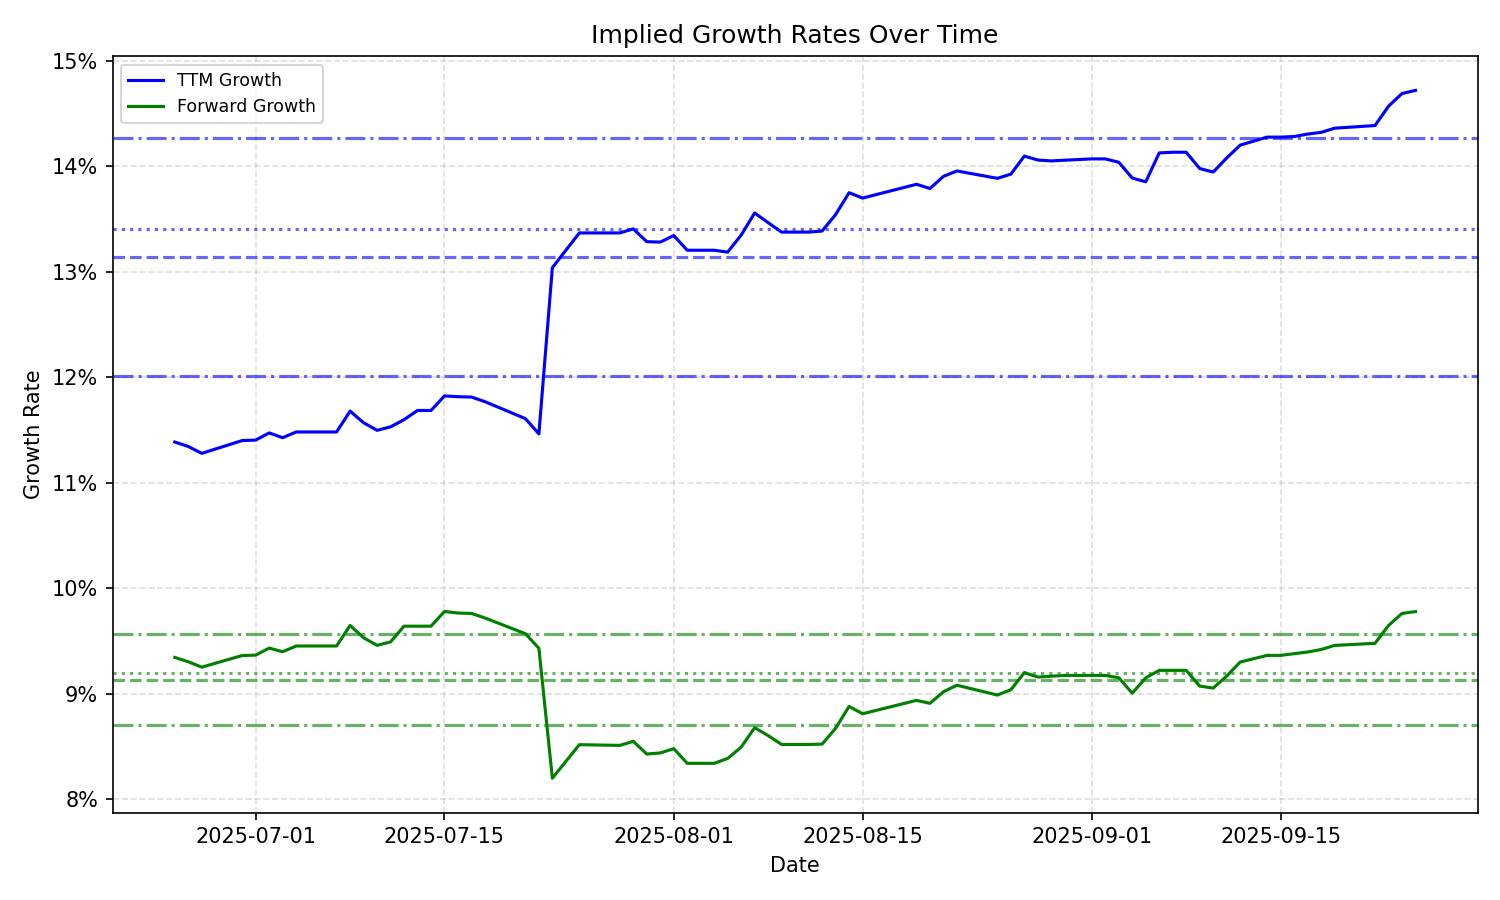 Implied Growth Rates Over Time
TTM Growth
Forward Growth
15%
14%
13%
12%
11%
10%
9%
8%
Growth Rate
2025-07-01
2025-07-15
2025-08-01
2025-08-15
2025-09-01
2025-09-15
Date